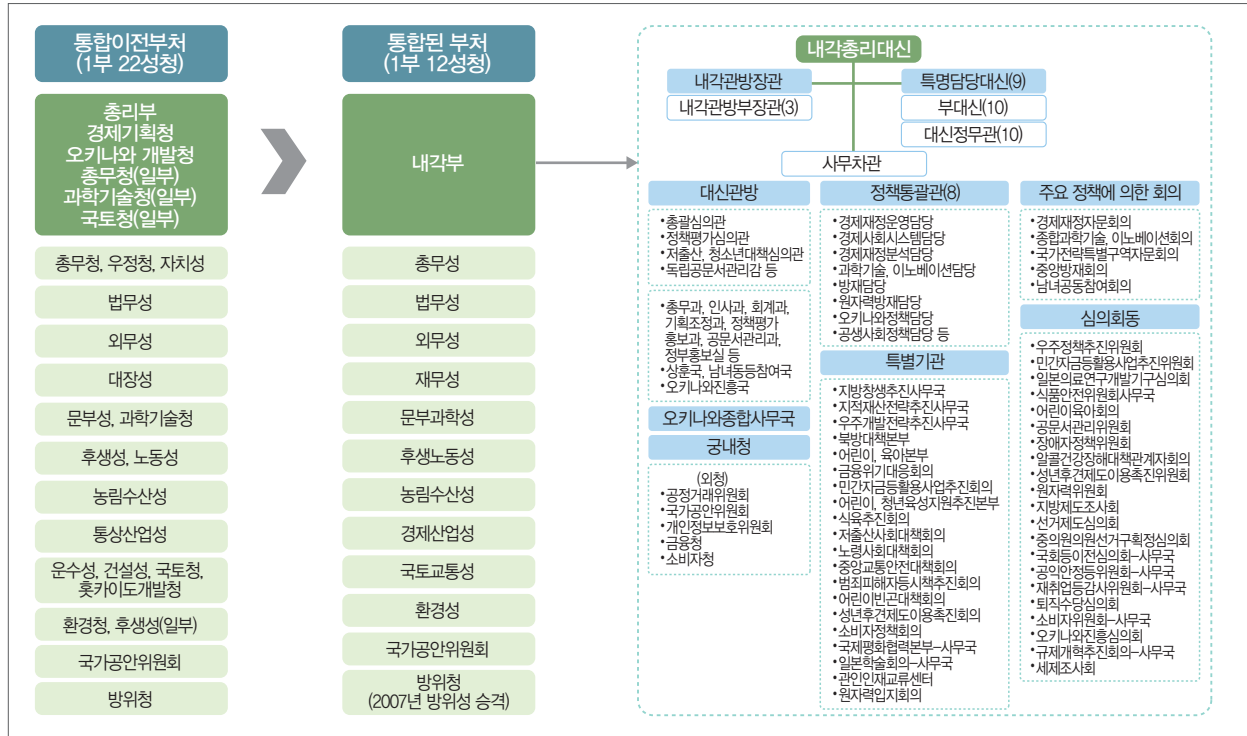 통합이전부처
(1부 22성청)
총리부
경제기획청
오키나와 개발청
총무청(일부)
과학기술청(일부)
국토청(일부)
총무청, 우정청, 자치성
법무성
외무성
대장성
문부성, 과학기술청
후생성, 노동성
농림수산성
통상산업성
운수성, 건설성, 국토청,
홋카이도개발청
환경청, 후생성(일부)
국가공안위원회
방위청
통합된 부처
(1부 12성청)
내각부
총무성
법무성
외무성
재무성
문부과학성
후생노동성
농림수산성
경제산업성
국토교통성
환경성
국가공안위원회
방위청
(2007년 방위성 승격)
내각총리대신
내각관방장관
내각관방부장관(3)
특명담당대신(9)
부대신(10)
대신정무관(10)
사무차관
대신관방
•총괄심의관
•정책평가심의관
•저출산, 청소년대책심의관
•독립공문서관리감 등
•총무과, 인사과, 회계과,
기획조정과, 정책평가
홍보과, 공문서관리과,
정부홍보실 등
•상훈국, 남녀동등참여국
•오키나와진흥국
오키나와종합사무국
궁내청
(외청)
•공정거래위원회
•국가공안위원회
•개인정보보호위원회
•금융청
•소비자청
정책통괄관(8)
•경제재정운영담당
•경제사회시스템담당
•경제재정분석담당
•과학기술, 이노베이션담당
•방재담당
•원자력방재담당
•오키나와정책담당
•공생사회정책담당 등
특별기관
•지방창생추진사무국
•지적재산전략추진사무국
•우주개발전략추진사무국
•북방대책본부
•어린이, 육아본부
•금융위기대응회의
•민간자금등활용사업추진회의
•어린이, 청년육성지원추진본부
•식육추진회의
•저출산사회대책회의
•노령사회대책회의
•중앙교통안전대책회의
•범죄피해자등시책추진회의
•어린이빈곤대책회의
•성년후견제도이용촉진회의
•소비자정책회의
•국제평화협력본부–사무국
•일본학술회의–사무국
•관인인재교류센터
•원자력입지회의
주요 정책에 의한 회의
•경제재정자문회의
•종합과학기술, 이노베이션회의
•국가전략특별구역자문회의
•중앙방재회의
•남녀공동참여회의
심의회동
•우주정책추진위원회
•민간자금등활용사업추진위원회
•일본의료연구개발기구심의회
•식품안전위원회사무국
•어린이육아회의
•공문서관리위원회
•장애자정책위원회
•알콜건강장해대책관계자회의
•성년후견제도이용촉진위원회
•원자력위원회
•지방제도조사회
•선거제도심의회
•중의원의원선거구획정심의회
•국회등이전심의회–사무국
•공익안정등위원회–사무국
•재취업등감사위원회–사무국
•퇴직수당심의회
•소비자위원회–사무국
•오키나와진흥심의회
•규제개혁추진회의–사무국
•세제조사회